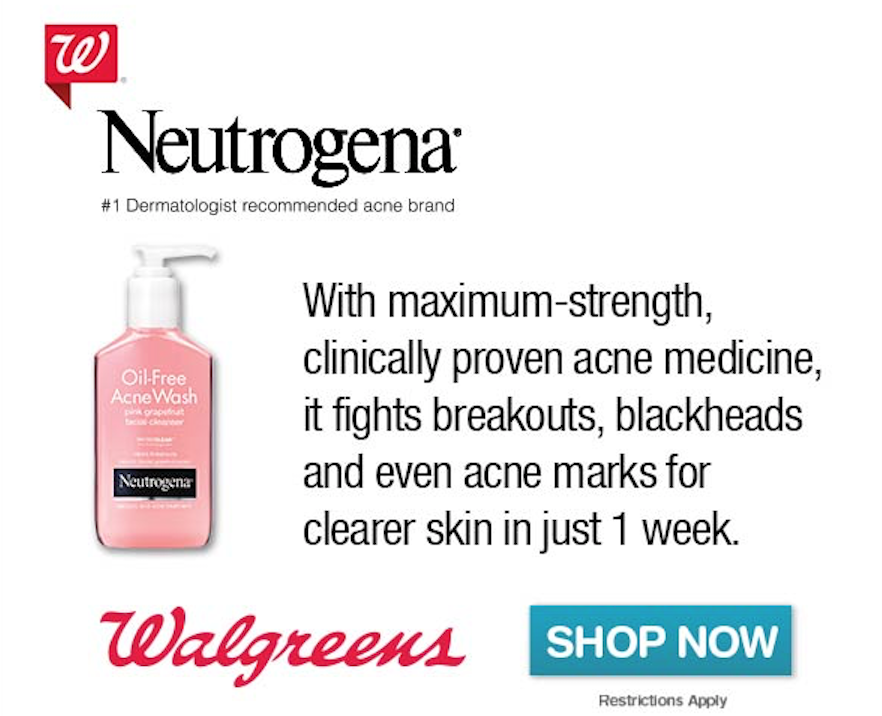 W
Neutrogena®
#1 Dermatologist recommended acne brand
Oil-Free
Acne Wash
pink grapefruit
facial cleanser
Neutrogena®
With maximum-strength,
clinically proven acne medicine,
it fights breakouts, blackheads
and even acne marks for
clearer skin in just 1 week.
Walgreens
SHOP NOW
Restrictions Apply